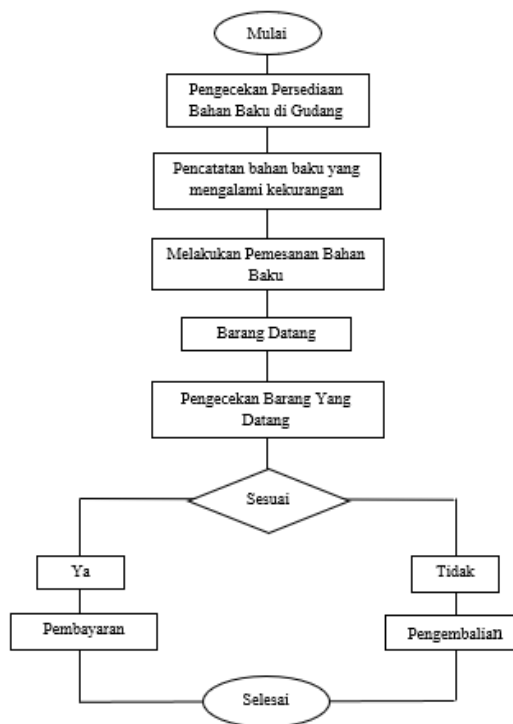 Mulai
Pengecekan Persediaan
Bahan Baku di Gudang
Pencatatan bahan baku yang
mengalami kekurangan
Melakukan Pemesanan Bahan
Baku
Barang Datang
Pengecekan Barang Yang
Datang
Sesuai
Ya
Tidak
Pembayaran
Pengembalian
Selesai